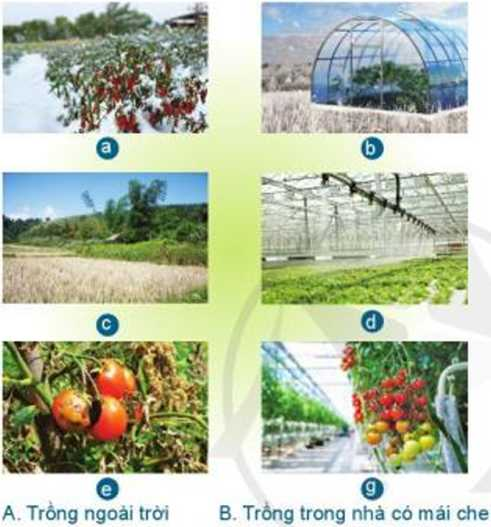 a
b
c
d
e
g
A. Trồng ngoài trời
B. Trồng trong nhà có mái che